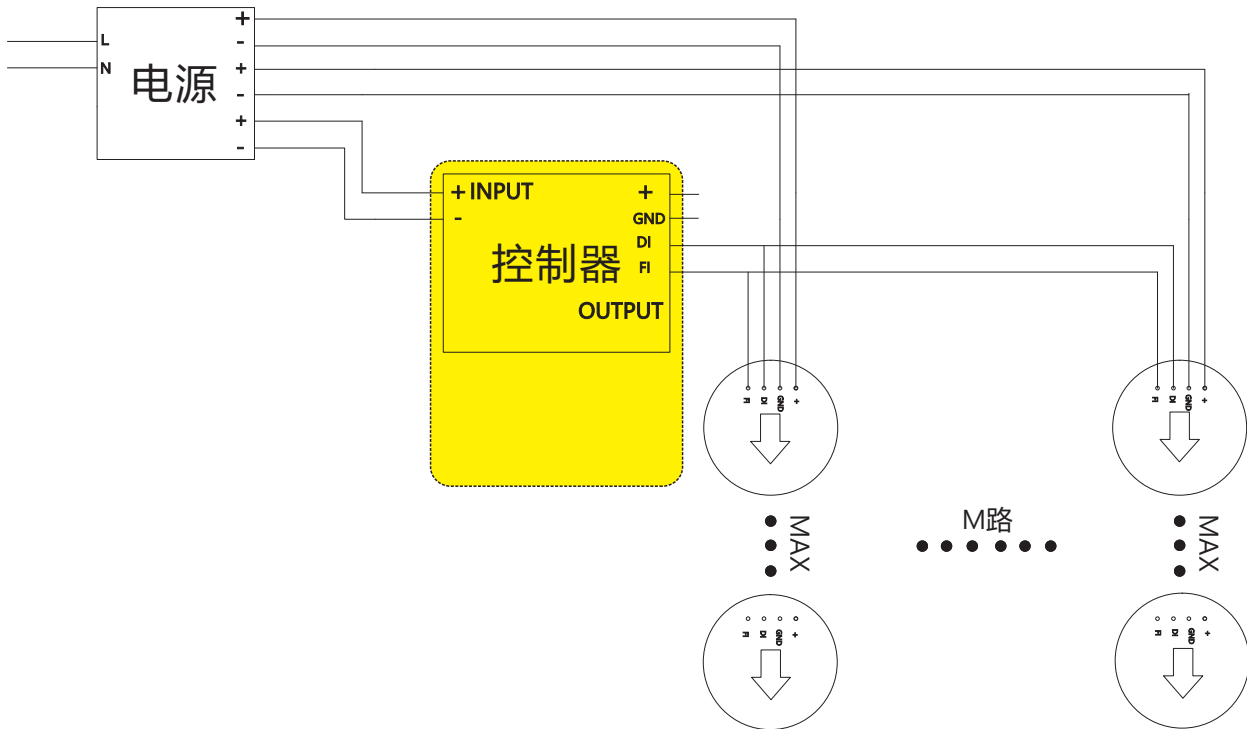 L
N
电源
+
-
+
-
+
-
+ INPUT
-
控制器
+
GND
DI
FI
OUTPUT
FI DI GND +
FI DI GND +
MAX
M路
MAX
FI DI GND +
FI DI GND +